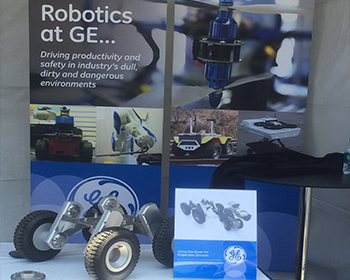 Robotics
at GE...
Driving productivity and
safety in industry's dull,
dirty and dangerous
environments